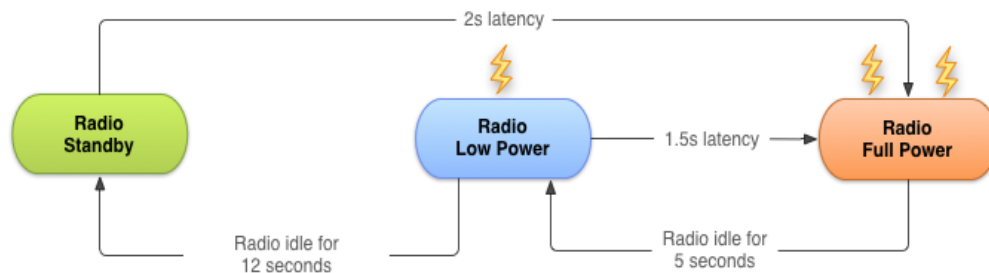 2s latency
Radio
Standby
Radio
Low Power
1.5s latency
Radio
Full Power
Radio idle for
12 seconds
Radio idle for
5 seconds